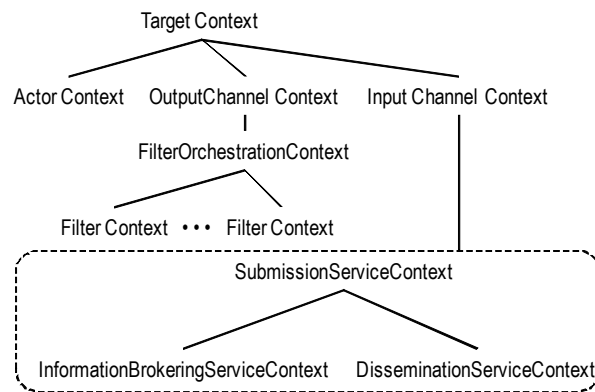 Target Context
Actor Context OutputChannel Context Input Channel Context
FilterOrchestrationContext
Filter Context • • • Filter Context
SubmissionServiceContext
InformationBrokeringServiceContext DisseminationServiceContext